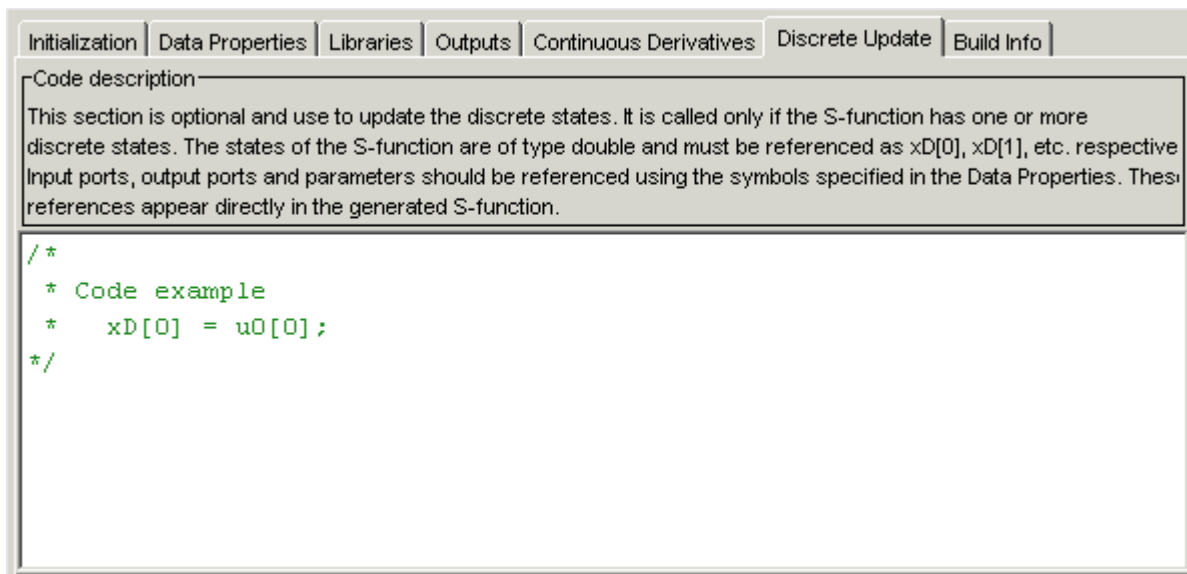 Initialization Data Properties Libraries Outputs Continuous Derivatives Discrete Update Build Info
Code description
This section is optional and use to update the discrete states. It is called only if the S-function has one or more
discrete states. The states of the S-function are of type double and must be referenced as xD[0], xD[1], etc. respective
Input ports, output ports and parameters should be referenced using the symbols specified in the Data Properties.
references appear directly in the generated S-function.
/*
 * Code example
 *   xD[0] = u0[0];
*/